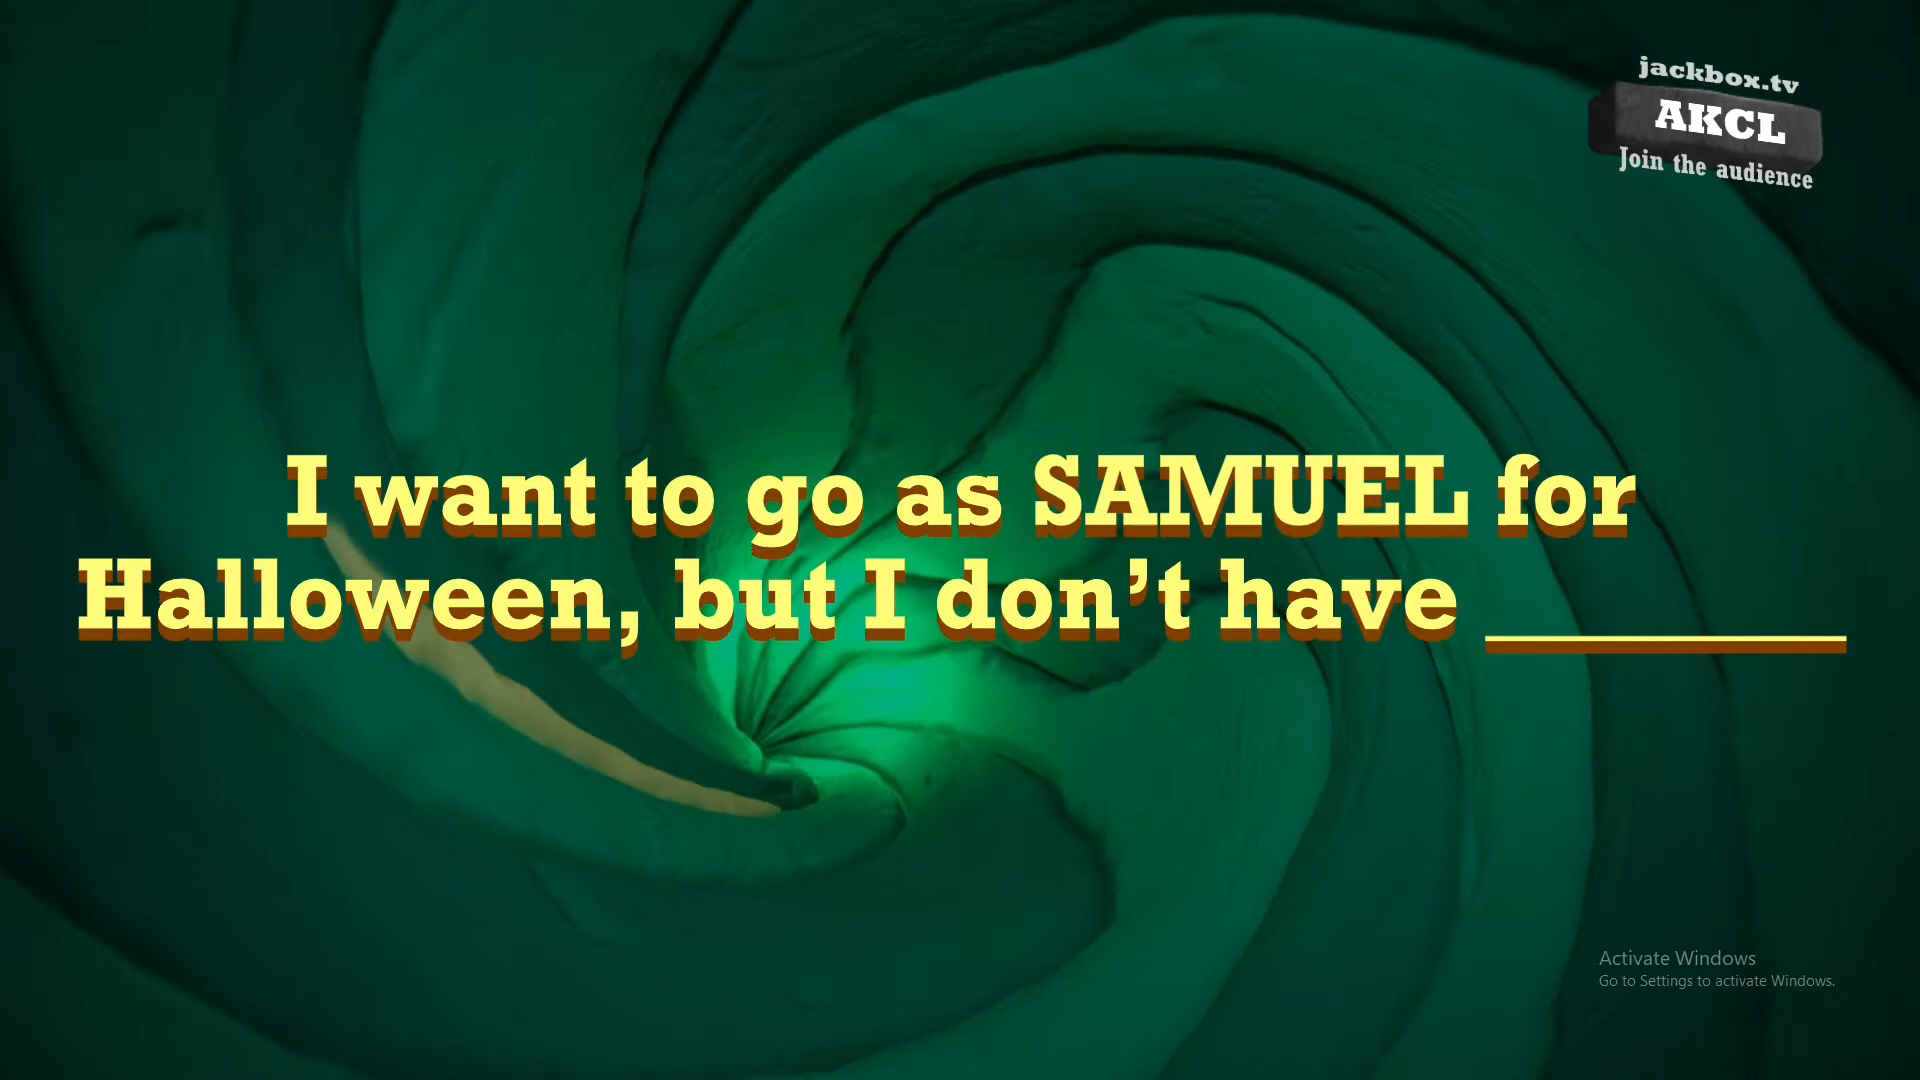 jackbox.tv
AKCL
Join the audience
I want to go as SAMUEL for
Halloween, but I don’t have ________
Activate Windows
Go to Settings to activate Windows.